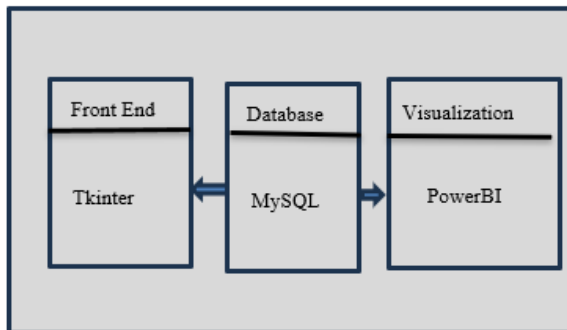 Front End
Tkinter
Database
MySQL
Visualization
PowerBI